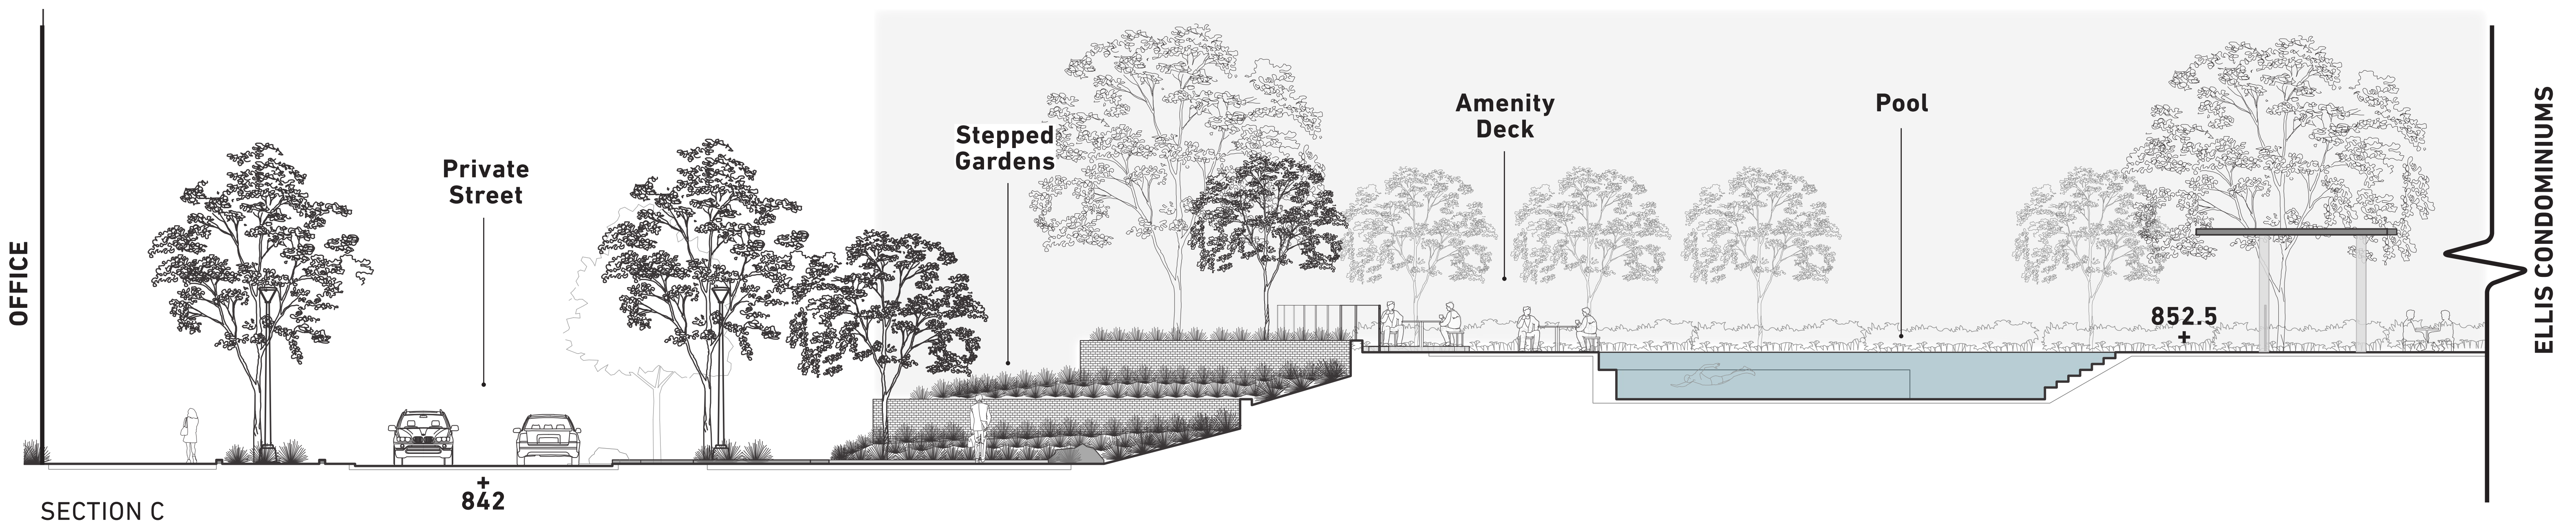 OFFICE
Private
Street
Stepped
Gardens
Amenity
Deck
Pool
852.5
+
ELLIS CONDOMINIUMS
+
842
SECTION C